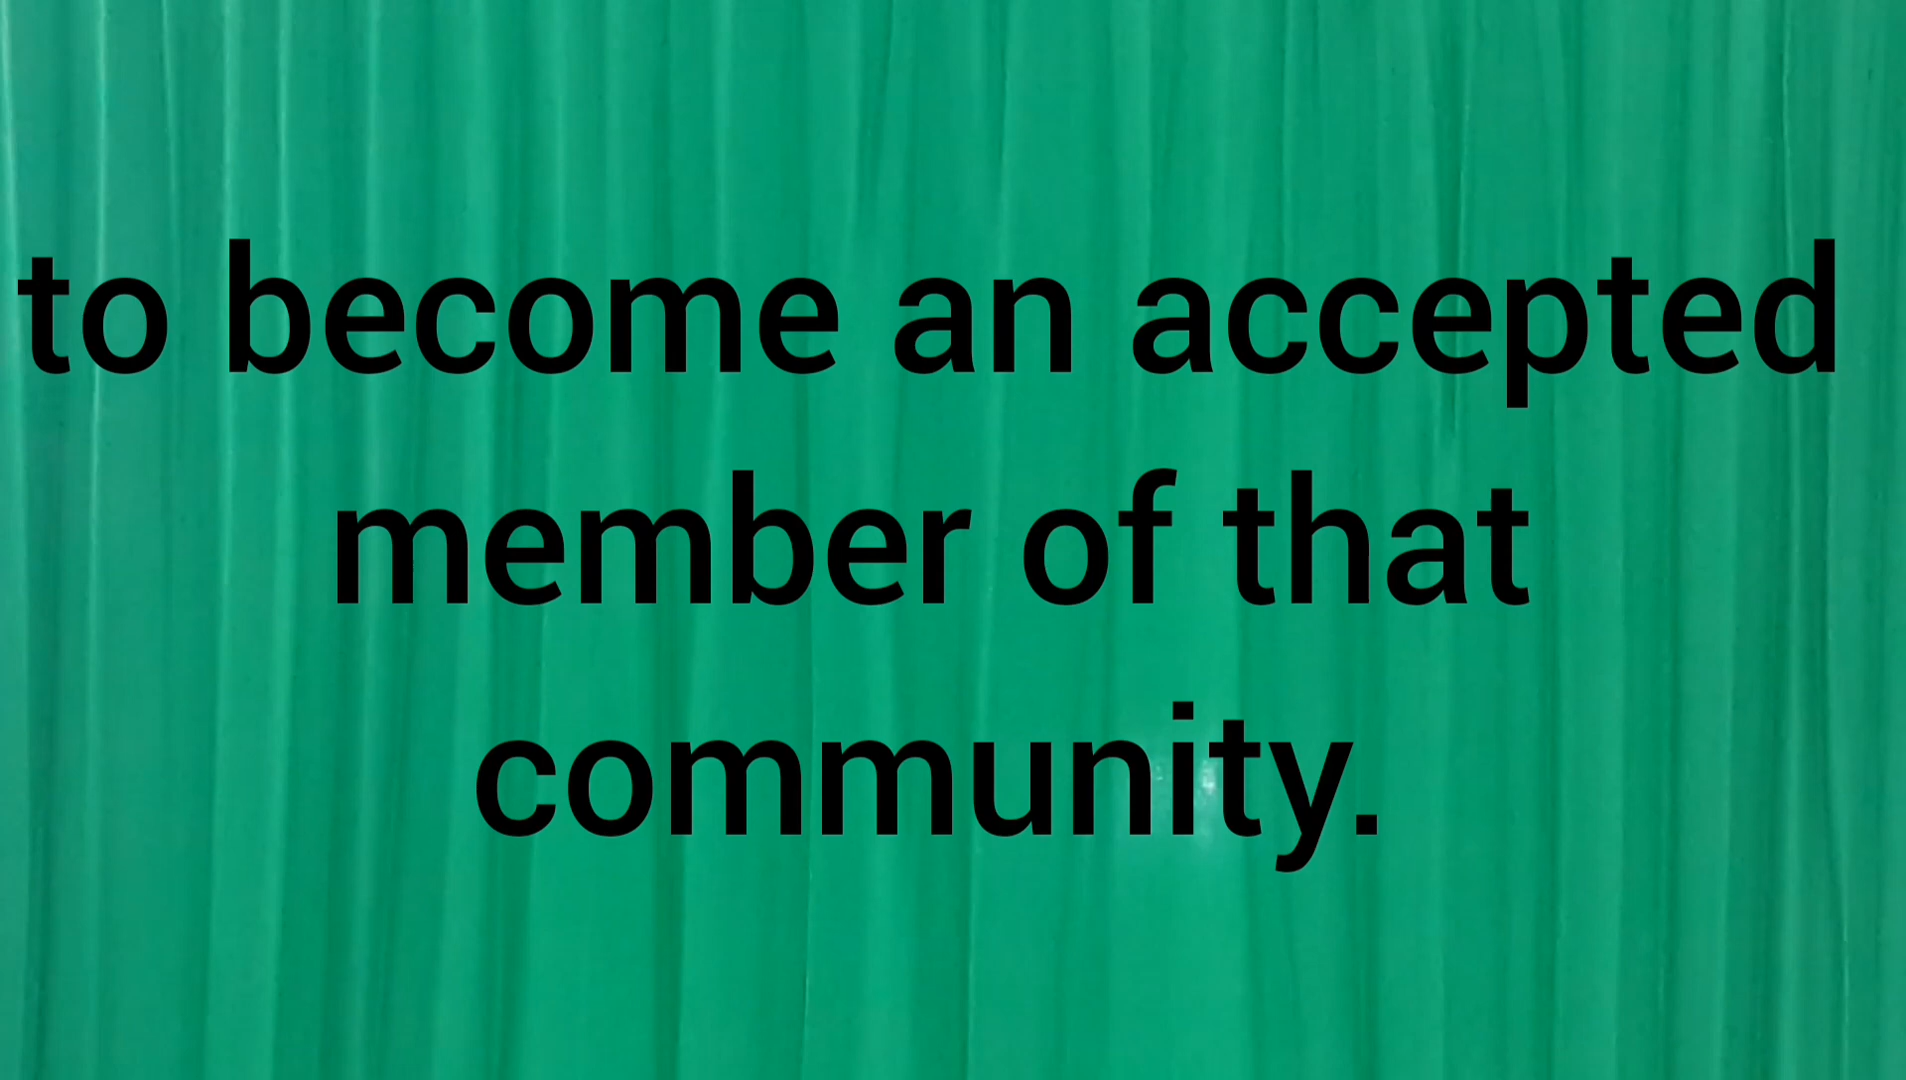 to become an accepted
member of that
community.